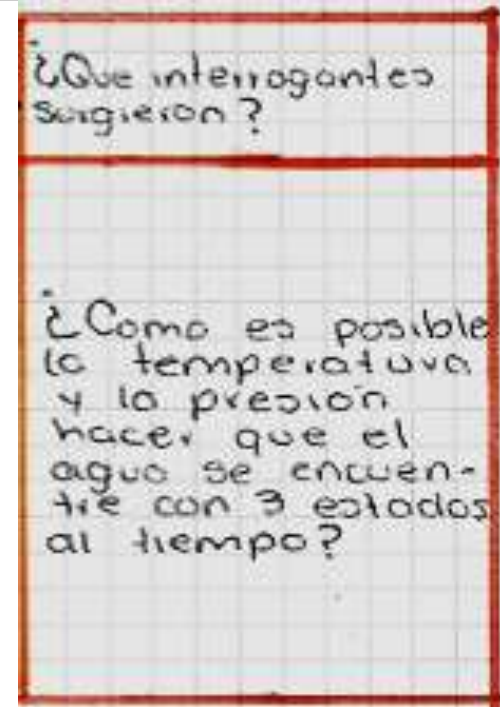 ¿Que interrogantes
surgieron?
¿Como es posible
la temperatura
y la presión
hacer que el
agua se encuen-
tre con 3 estados
al tiempo?